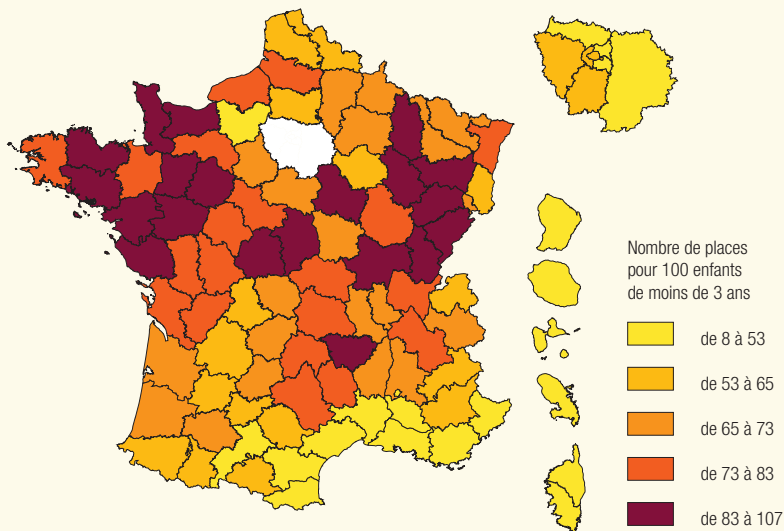 Nombre de places
pour 100 enfants
de moins de 3 ans
de 8 à 53
de 53 à 65
de 65 à 73
de 73 à 83
de 83 à 107